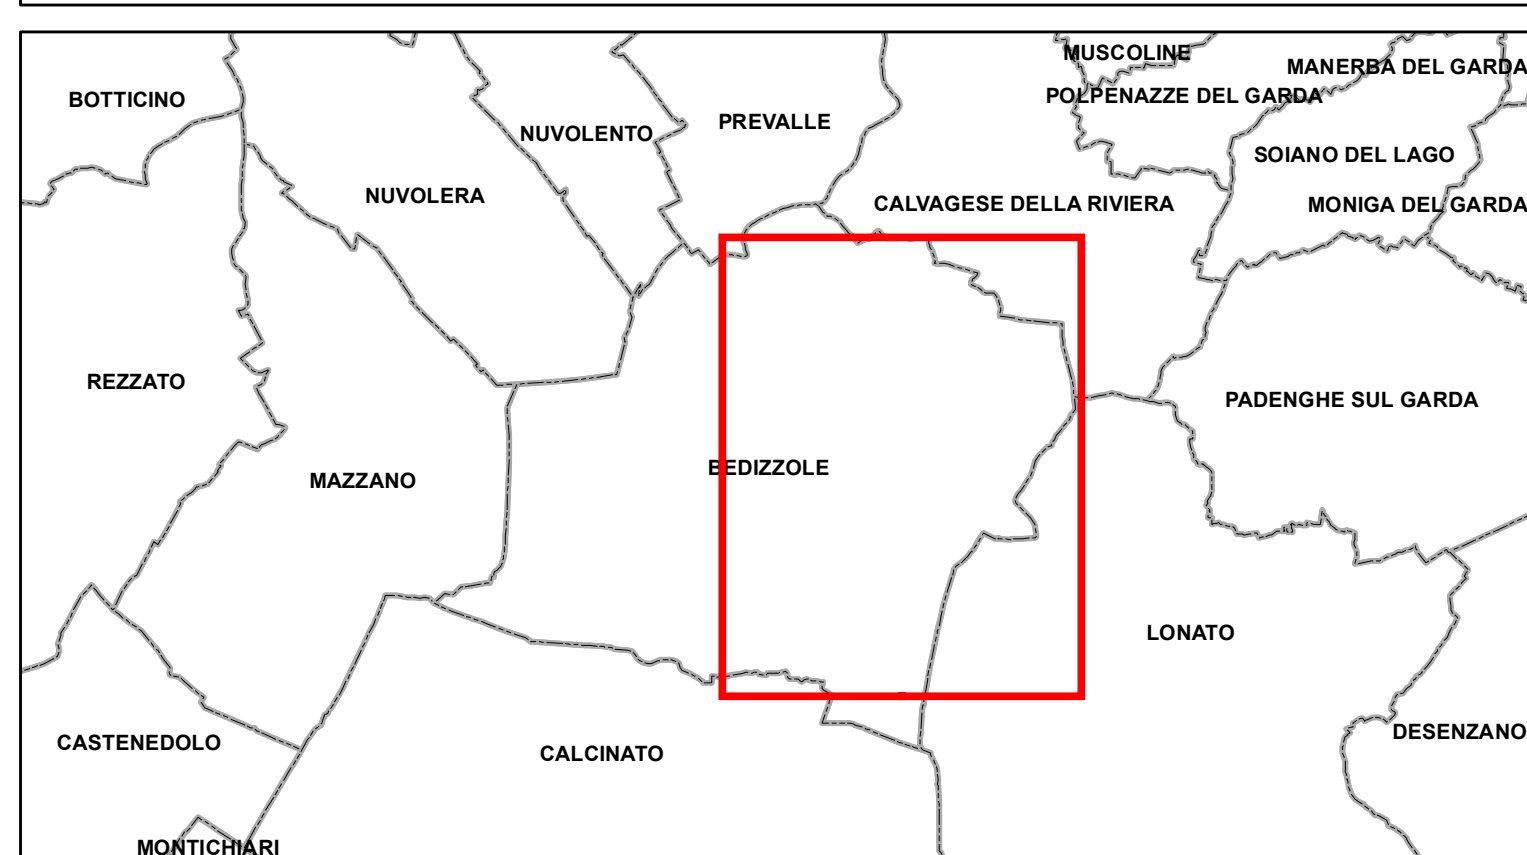 MUSCOLINE
MANERBA DEL GARDA
BOTTICINO
POLPENAZZE DEL GARDA
PREVALLE
NUVOLENTO
SOIANO DEL LAGO
NUVOLERA
CALVAGESE DELLA RIVIERA
MONIGA DEL GARDA
REZZATO
PADENGHE SUL GARDA
BEDIZZOLE
MAZZANO
LONATO
DESENZANO
CASTENEDOLO
CALCINATO
MONTICHIARI